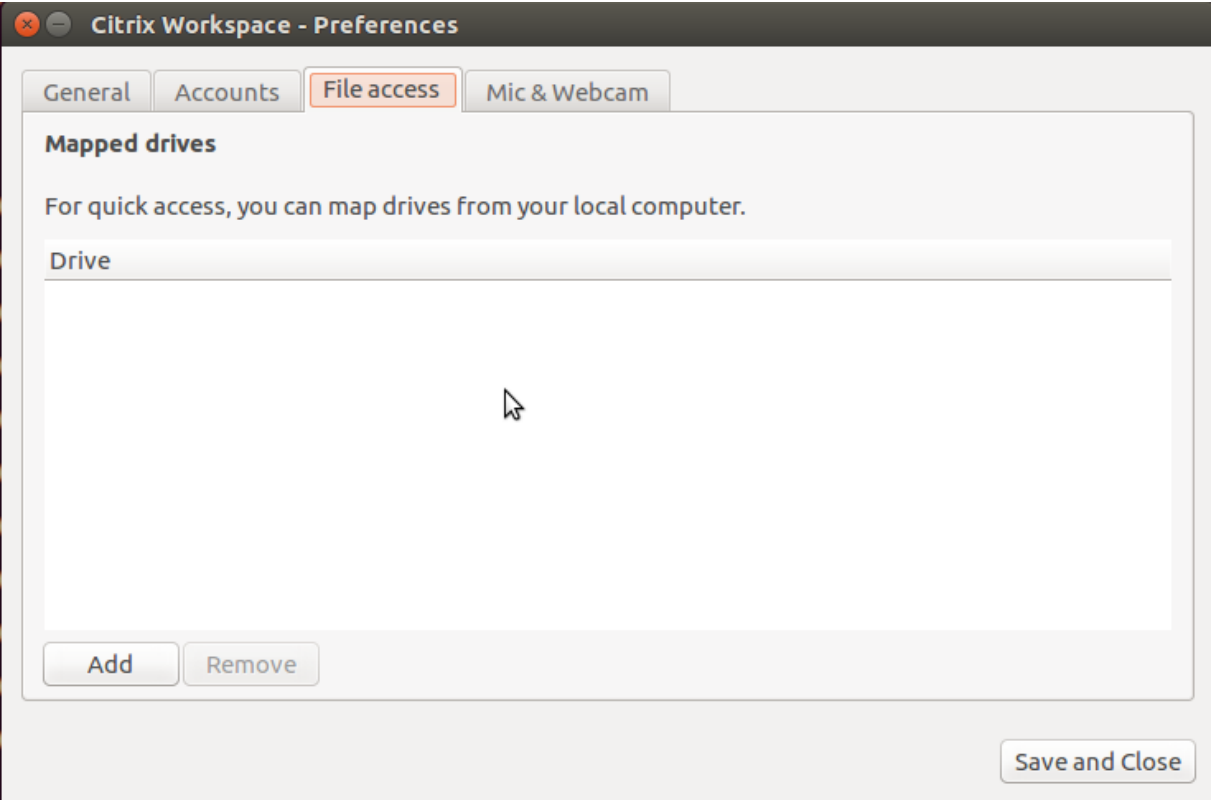 Citrix Workspace - Preferences
General Accounts File access Mic & Webcam
Mapped drives
For quick access, you can map drives from your local computer.
Drive
Add Remove
Save and Close